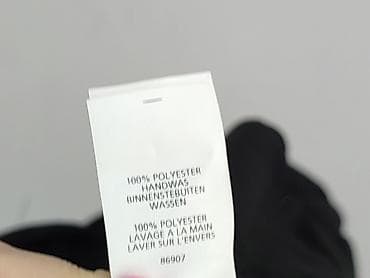 100% POLYESTER
HANDWAS
BINNENSTEBUITEN
WASSEN
100% POLYESTER
LAVAGE A LA MAIN
LAVER SUR L'ENVERS
86907